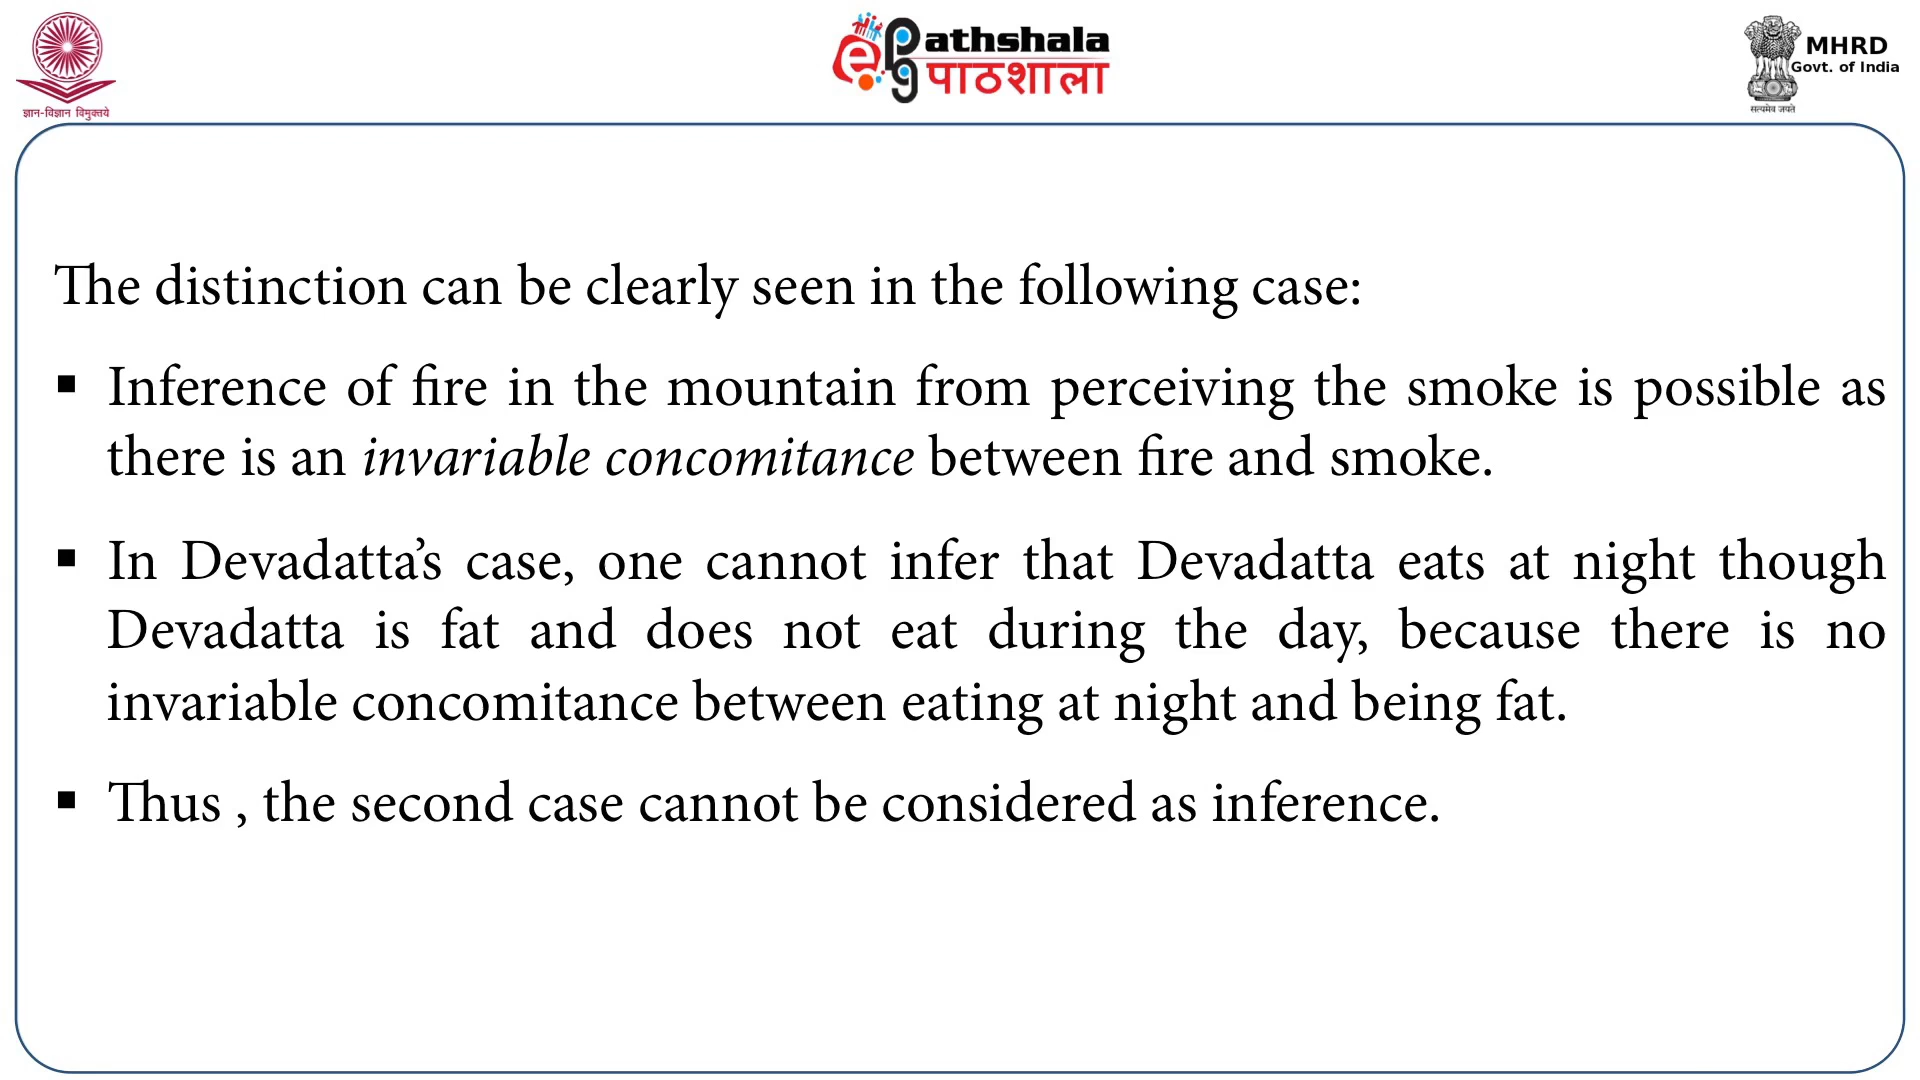 ज्ञान-विज्ञान विमुक्तये
e Pathshala
पाठशाला
MHRD
Govt. of India
सत्यमेव जयते
The distinction can be clearly seen in the following case:
▪ Inference of fire in the mountain from perceiving the smoke is possible as
there is an invariable concomitance between fire and smoke.
▪ In Devadatta’s case, one cannot infer that Devadatta eats at night though
Devadatta is fat and does not eat during the day, because there is no
invariable concomitance between eating at night and being fat.
▪ Thus , the second case cannot be considered as inference.